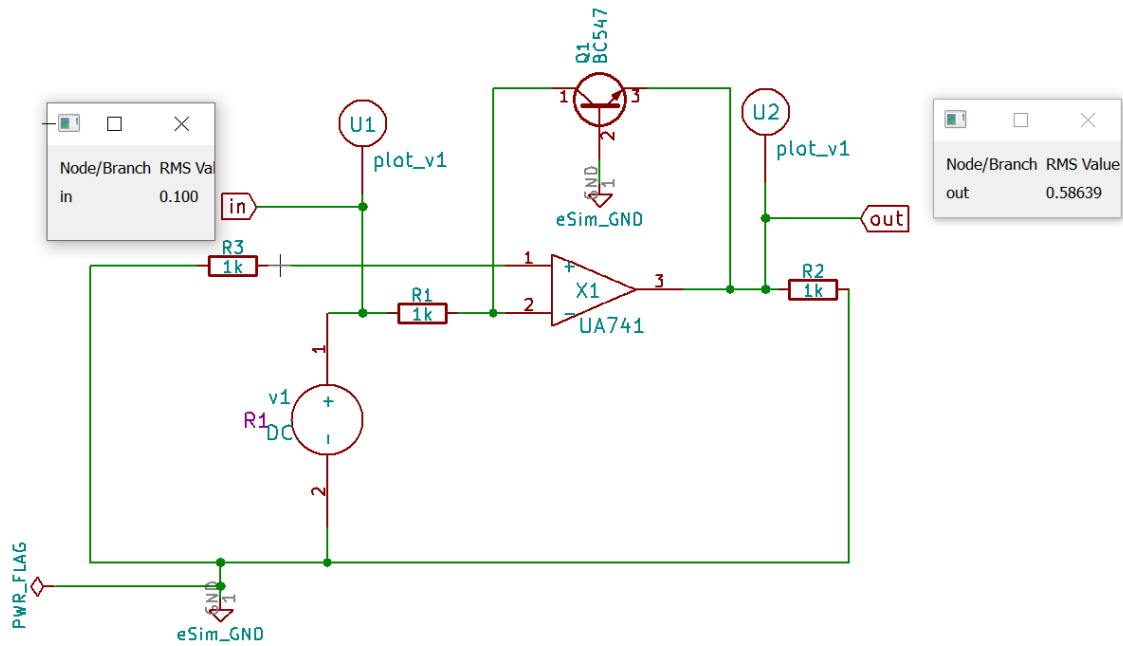 Q1
BC547
1
3
2
GND
1
eSim_GND
Node/Branch RMS Val
in 0.100
U1
plot_v1
U2
plot_v1
Node/Branch RMS Value
out 0.58639
in
out
R3
1k
1
+
X1
3
2
−
UA741
R1
1k
R2
1k
1
v1
+
R1
DC
−
2
PWR_FLAG
GND
1
eSim_GND